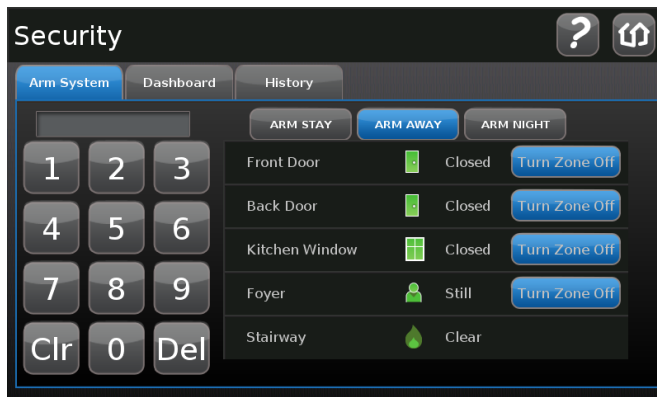 Security ?
Arm System Dashboard History
ARM STAY ARM AWAY ARM NIGHT
1 2 3
4 5 6
7 8 9
Clr 0 Del
Front Door Closed Turn Zone Off
Back Door Closed Turn Zone Off
Kitchen Window Closed Turn Zone Off
Foyer Still Turn Zone Off
Stairway Clear